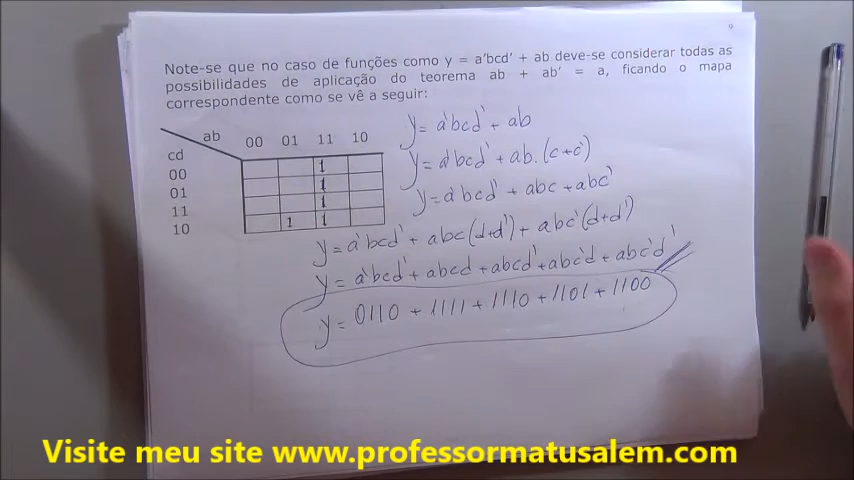 9
Note-se que no caso de funções como y = a'bcd' + ab deve-se considerar todas as
possibilidades de aplicação do teorema ab + ab' = a, ficando o mapa
correspondente como se vê a seguir:
ab 00 01 11 10
cd
00 1
01 1
11 1
10 1 1
y = a'bcd' + ab
y = a'bcd' + ab.(c+c')
y = a'bcd' + abc + abc'
y = a'bcd' + abc(d+d') + abc'(d+d')
y = a'bcd' + abcd + abcd' + abc'd + abc'd'
y = 0110 + 1111 + 1110 + 1101 + 1100
Visite meu site www.professormatusalem.com